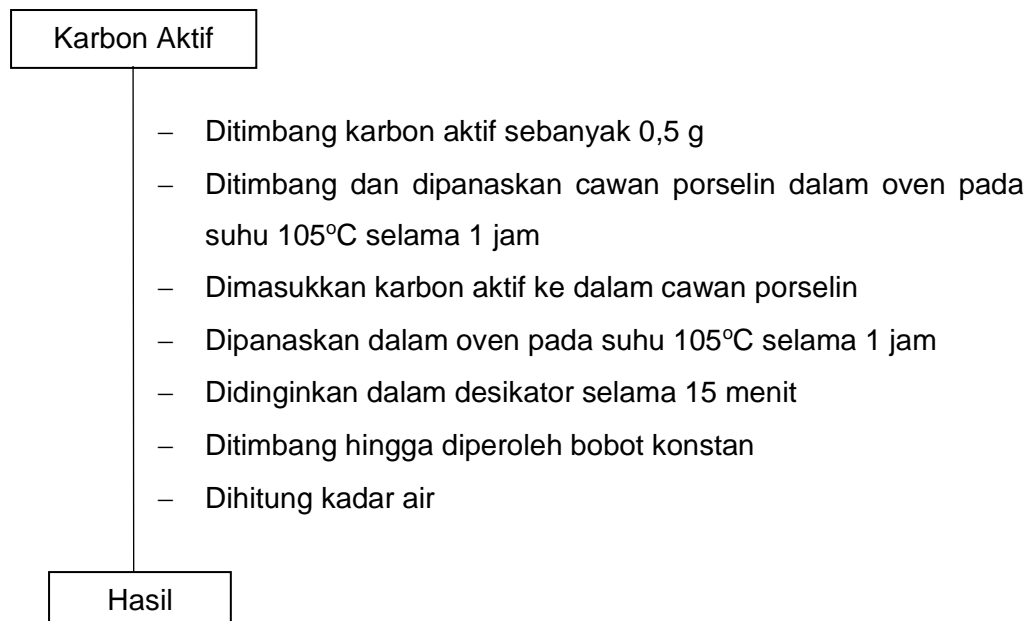 Karbon Aktif
– Ditimbang karbon aktif sebanyak 0,5 g
– Ditimbang dan dipanaskan cawan porselin dalam oven pada
suhu 105°C selama 1 jam
– Dimasukkan karbon aktif ke dalam cawan porselin
– Dipanaskan dalam oven pada suhu 105°C selama 1 jam
– Didinginkan dalam desikator selama 15 menit
– Ditimbang hingga diperoleh bobot konstan
– Dihitung kadar air
Hasil